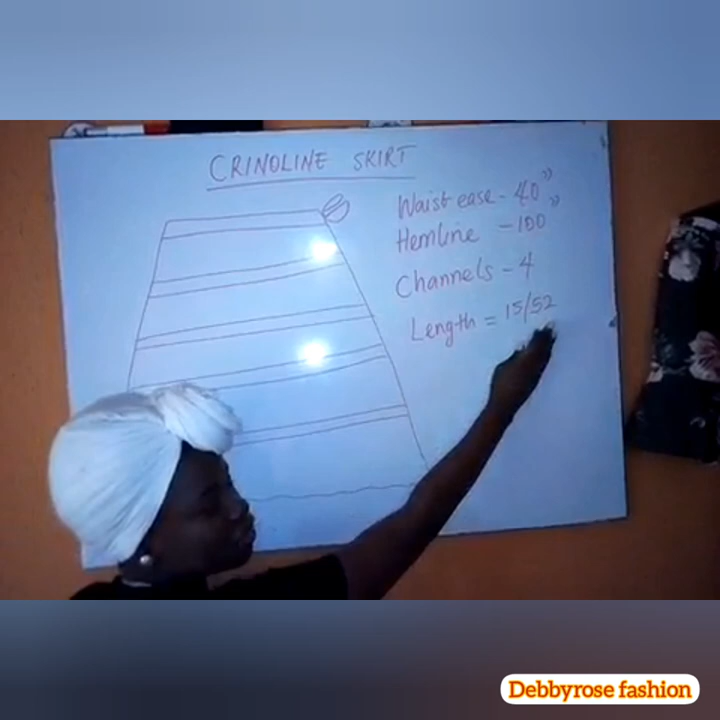 CRINOLINE SKIRT
Waist ease - 40"
Hemline - 100"
Channels - 4
Length = 15/52
Debbyrose fashion